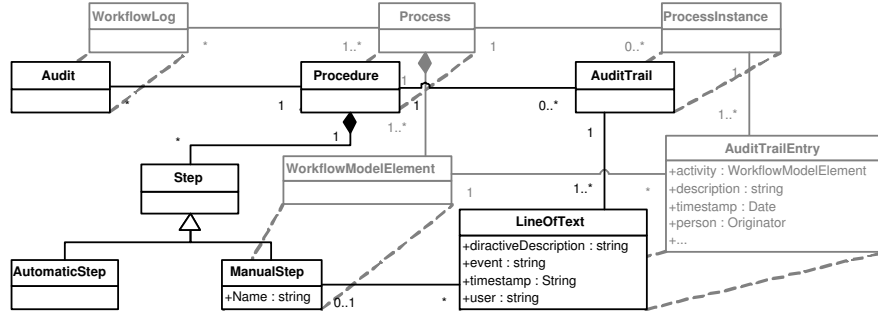 WorkflowLog
Process
ProcessInstance
*
1..*
1
0..*
Audit
Procedure
AuditTrail
1
1
*
1
1
0..*
1..*
1..*
1
*
1
AuditTrailEntry
+activity : WorkflowModelElement
+description : string
+timestamp : Date
+person : Originator
+...
Step
WorkflowModelElement
1
1..*
*
LineOfText
+diractiveDescription : string
+event : string
+timestamp : String
+user : string
AutomaticStep
ManualStep
+Name : string
0..1
*